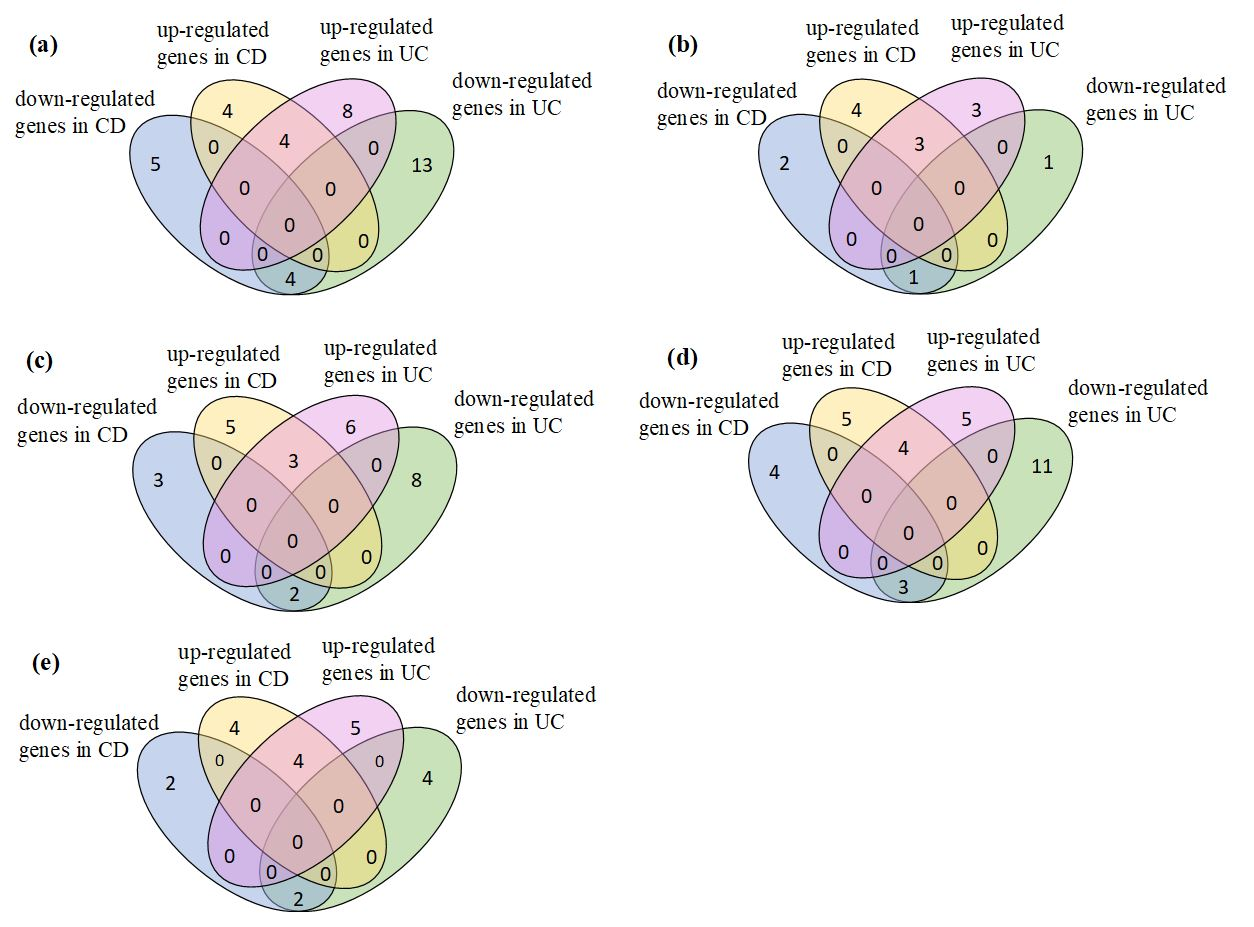 (a)
up-regulated
genes in CD
up-regulated
genes in UC
down-regulated
genes in CD
down-regulated
genes in UC
4
8
5
0
4
0
13
0
0
0
0
0
0
0
4
(b)
up-regulated
genes in CD
up-regulated
genes in UC
down-regulated
genes in CD
down-regulated
genes in UC
4
3
2
0
3
0
1
0
0
0
0
0
0
0
1
(c)
up-regulated
genes in CD
up-regulated
genes in UC
down-regulated
genes in CD
down-regulated
genes in UC
5
6
3
0
3
0
8
0
0
0
0
0
0
0
2
(d)
up-regulated
genes in CD
up-regulated
genes in UC
down-regulated
genes in CD
down-regulated
genes in UC
5
5
4
0
4
0
11
0
0
0
0
0
0
0
3
(e)
up-regulated
genes in CD
up-regulated
genes in UC
down-regulated
genes in CD
down-regulated
genes in UC
4
5
2
0
4
0
4
0
0
0
0
0
0
0
2